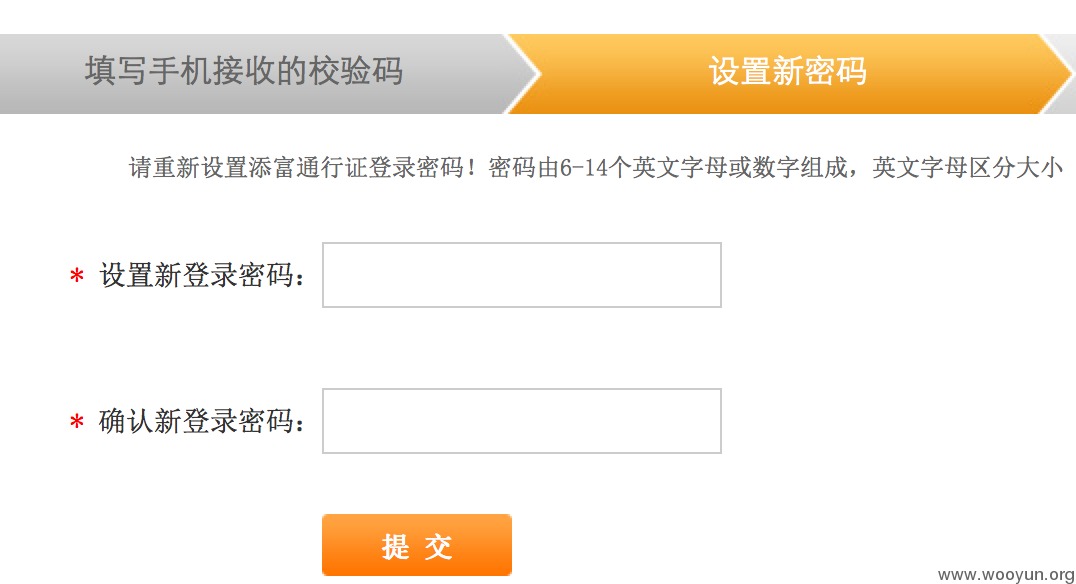 填写手机接收的校验码
设置新密码
请重新设置添富通行证登录密码！密码由6-14个英文字母或数字组成，英文字母区分大小
* 设置新登录密码：
* 确认新登录密码：
提 交
www.wooyun.org